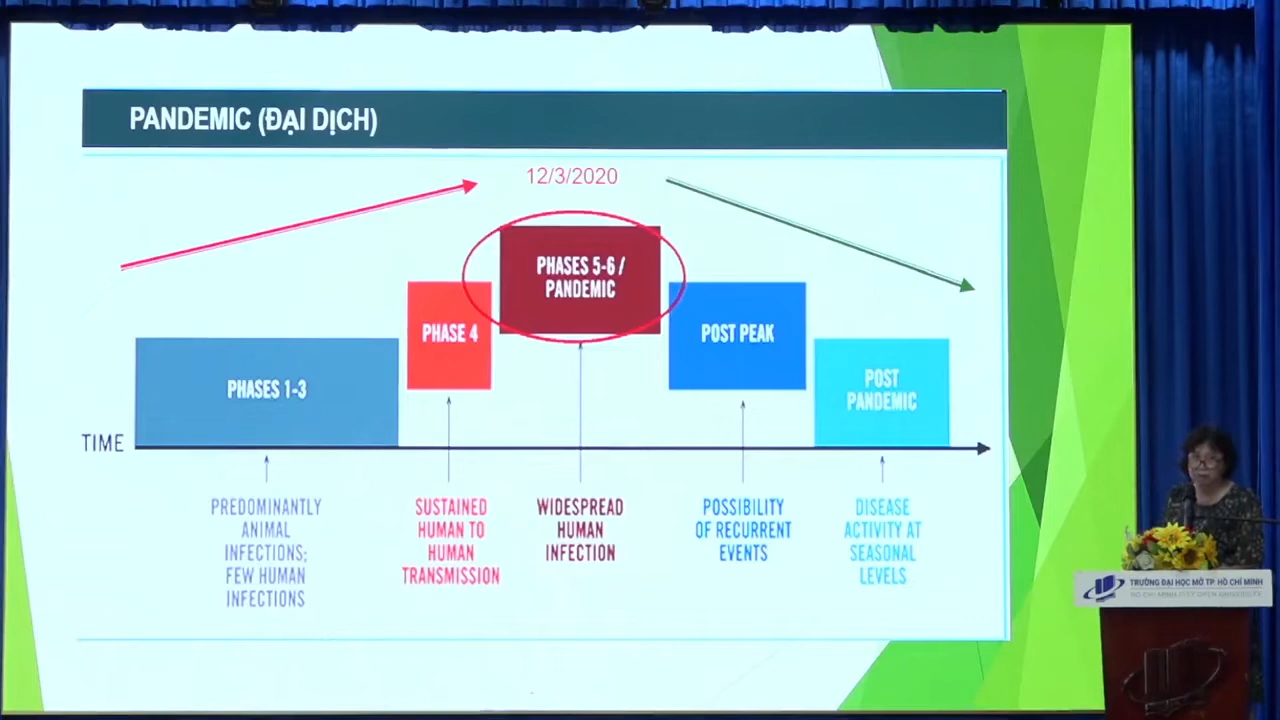 PANDEMIC (ĐẠI DỊCH)
12/3/2020
PHASES 5-6 /
PANDEMIC
PHASE 4
POST PEAK
PHASES 1-3
POST
PANDEMIC
TIME
PREDOMINANTLY
ANIMAL
INFECTIONS;
FEW HUMAN
INFECTIONS
SUSTAINED
HUMAN TO
HUMAN
TRANSMISSION
WIDESPREAD
HUMAN
INFECTION
POSSIBILITY
OF RECURRENT
EVENTS
DISEASE
ACTIVITY AT
SEASONAL
LEVELS
TRƯỜNG ĐẠI HỌC MỞ TP. HỒ CHÍ MINH
HO CHI MINH CITY OPEN UNIVERSITY